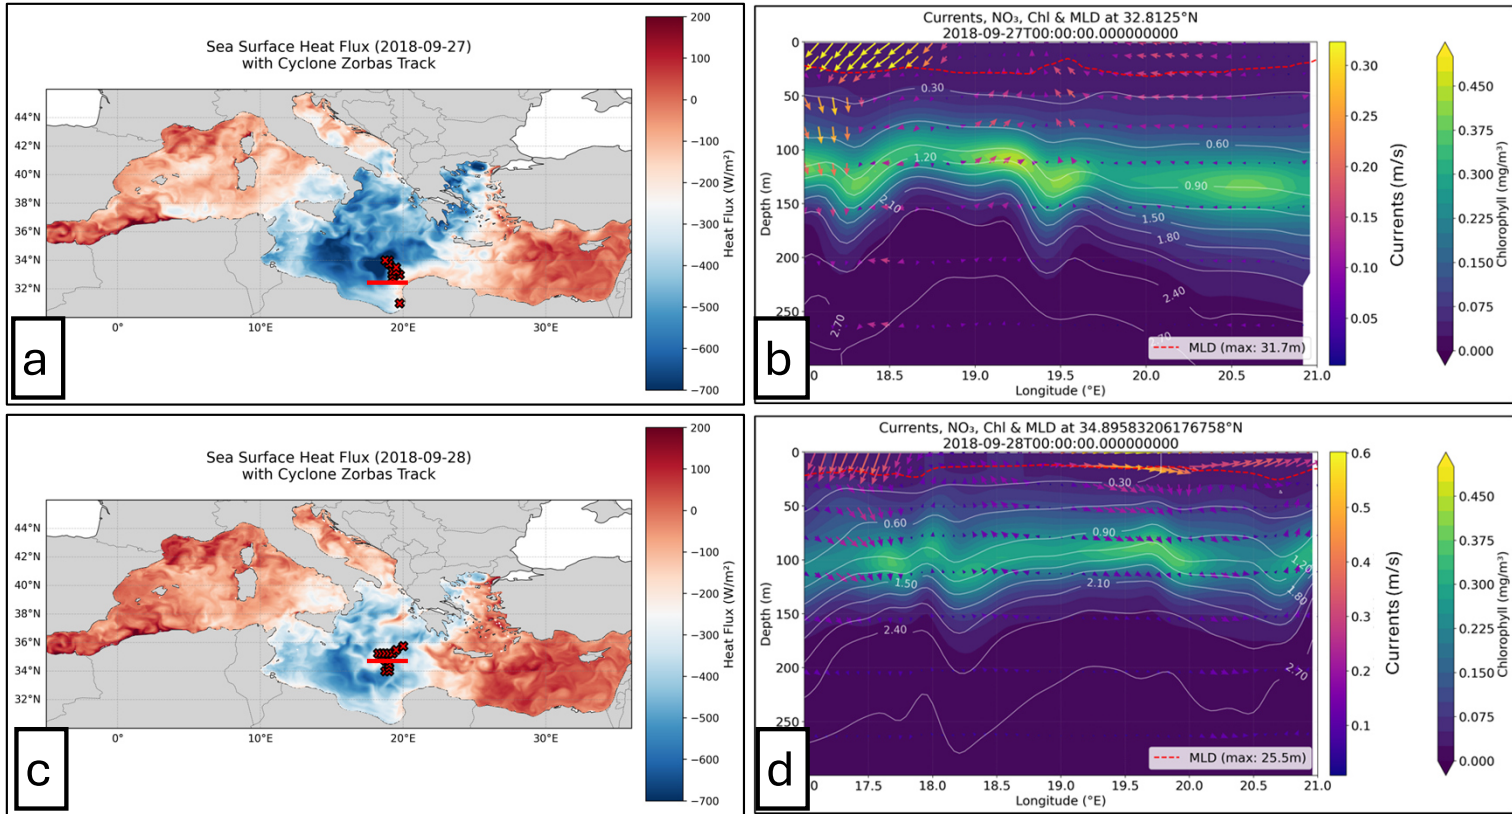 Sea Surface Heat Flux (2018-09-27)
with Cyclone Zorbas Track
44°N
42°N
40°N
38°N
36°N
34°N
32°N
0°
10°E
20°E
30°E
200
100
0
−100
−200
−300
−400
−500
−600
−700
Heat Flux (W/m²)
a
Currents, NO₃, Chl & MLD at 32.8125°N
2018-09-27T00:00:00.000000000
0
50
100
150
200
250
Depth (m)
0.30
0.60
1.20
0.90
2.10
1.50
1.80
2.40
2.70
2.70
MLD (max: 31.7m)
18.5
19.0
19.5
20.0
20.5
21.0
Longitude (°E)
0.30
0.25
0.20
0.15
0.10
0.05
Currents (m/s)
0.450
0.375
0.300
0.225
0.150
0.075
0.000
Chlorophyll (mg/m³)
b
Sea Surface Heat Flux (2018-09-28)
with Cyclone Zorbas Track
44°N
42°N
40°N
38°N
36°N
34°N
32°N
0°
10°E
20°E
30°E
200
100
0
−100
−200
−300
−400
−500
−600
−700
Heat Flux (W/m²)
c
Currents, NO₃, Chl & MLD at 34.89583206176758°N
2018-09-28T00:00:00.000000000
0
50
100
150
200
250
Depth (m)
0.30
0.60
0.90
1.20
1.50
2.10
1.80
2.40
2.70
MLD (max: 25.5m)
17.5
18.0
18.5
19.0
19.5
20.0
20.5
21.0
Longitude (°E)
0.6
0.5
0.4
0.3
0.2
0.1
Currents (m/s)
0.450
0.375
0.300
0.225
0.150
0.075
0.000
Chlorophyll (mg/m³)
d